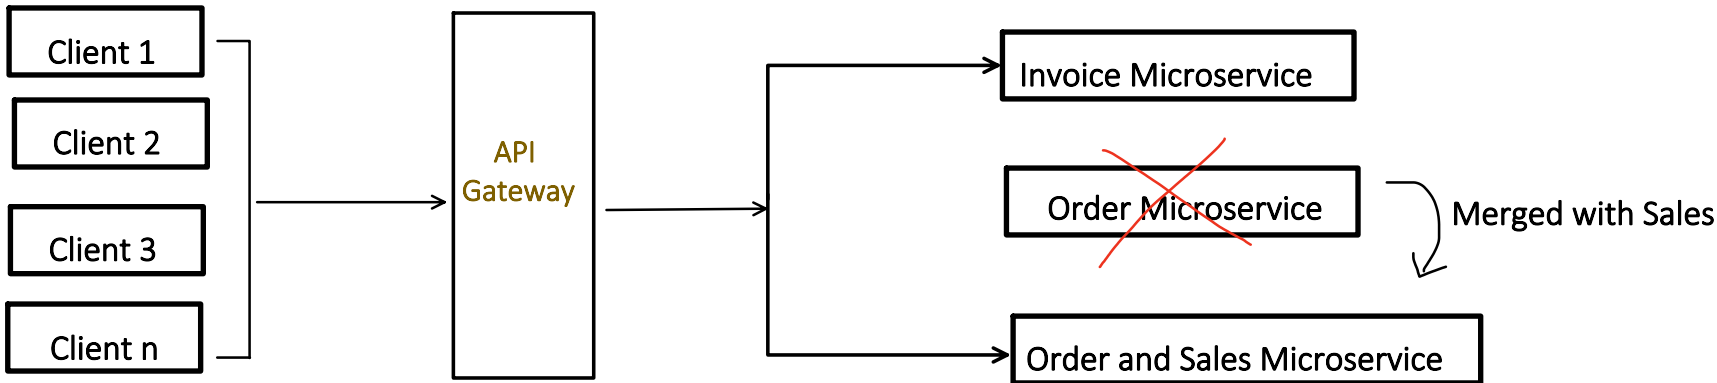 Client 1
Client 2
Client 3
Client n
API
Gateway
Invoice Microservice
Order Microservice
Merged with Sales
Order and Sales Microservice